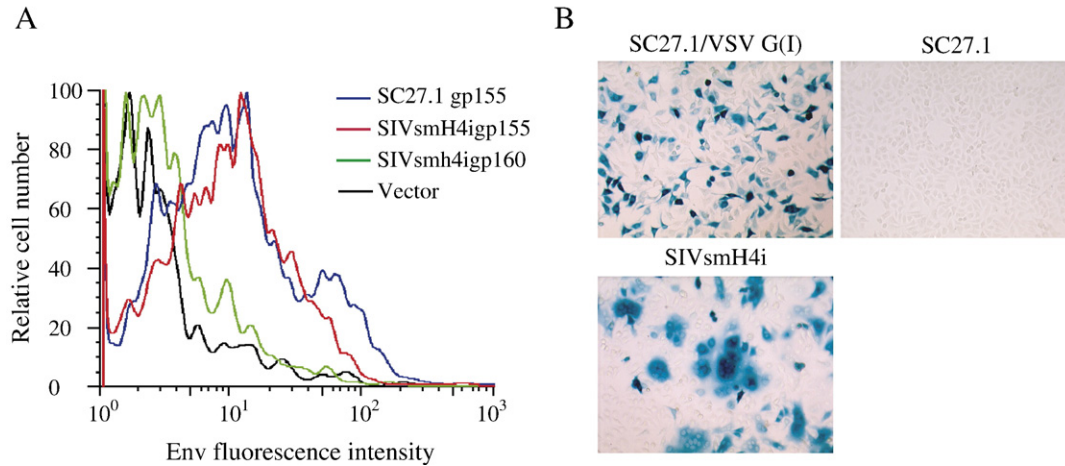 A
100
80
60
40
20
0
Relative cell number
10^0 10^1 10^2 10^3
Env fluorescence intensity
SC27.1 gp155
SIVsmH4igp155
SIVsmh4igp160
Vector
B
SC27.1/VSV G(I)
SC27.1
SIVsmH4i